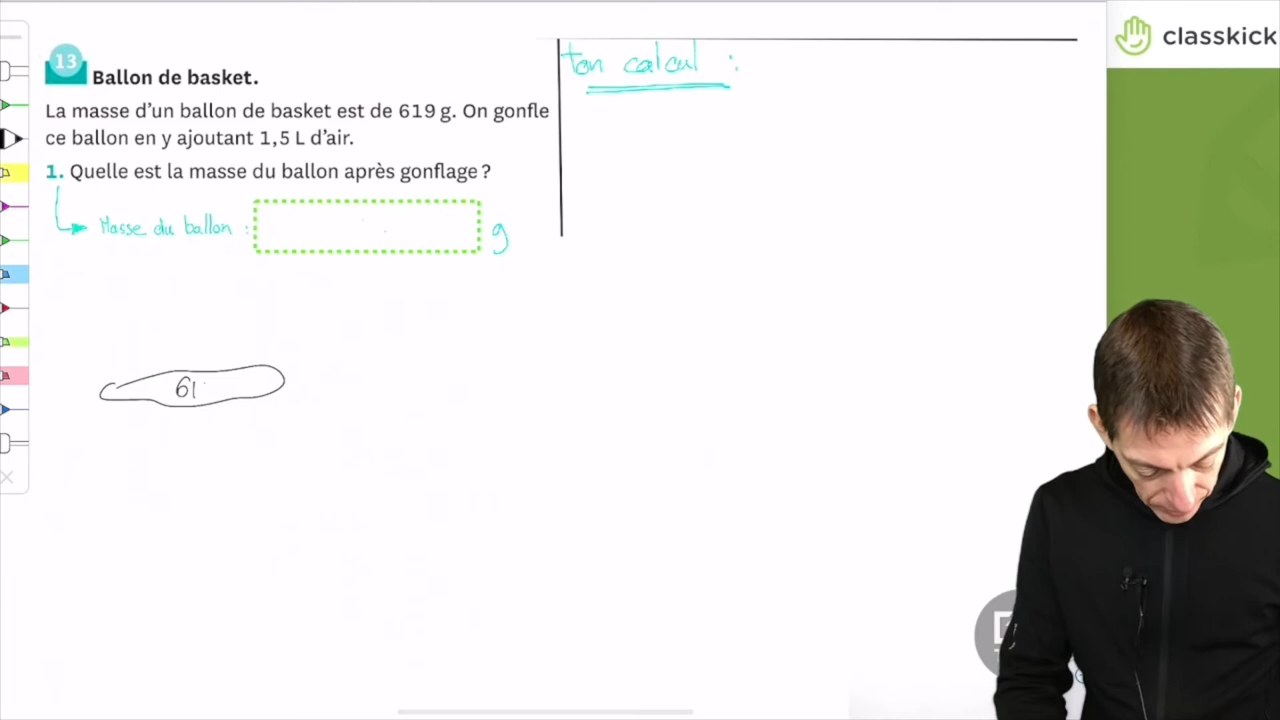 13
Ballon de basket.
La masse d'un ballon de basket est de 619 g. On gonfle
ce ballon en y ajoutant 1,5 L d'air.
1. Quelle est la masse du ballon après gonflage ?
Masse du ballon :
g
ton calcul :
61
classkick